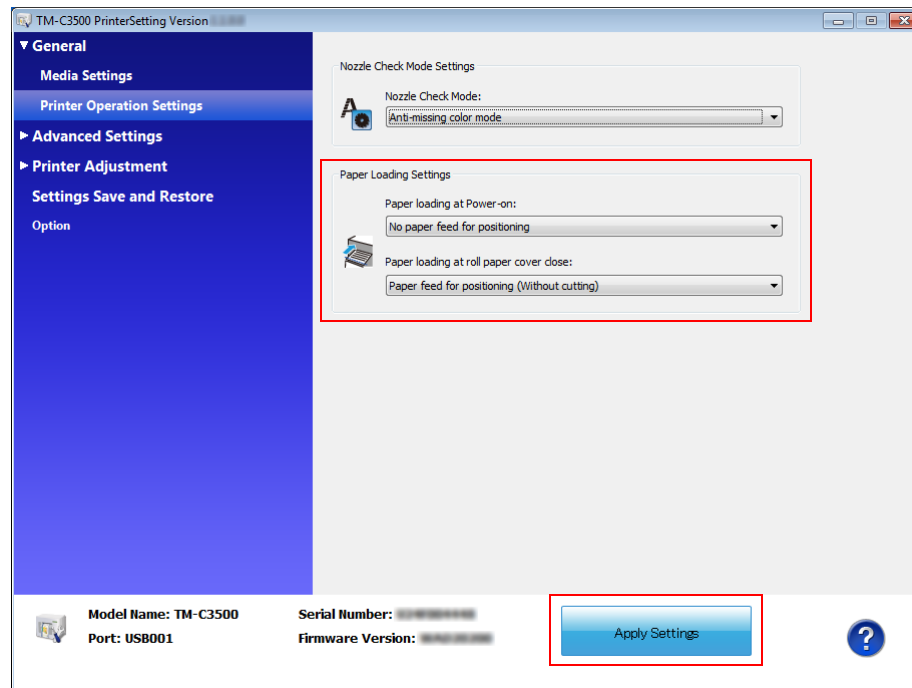 TM-C3500 PrinterSetting Version
General
Media Settings
Printer Operation Settings
Advanced Settings
Printer Adjustment
Settings Save and Restore
Option
Nozzle Check Mode Settings
Nozzle Check Mode:
Anti-missing color mode
Paper Loading Settings
Paper loading at Power-on:
No paper feed for positioning
Paper loading at roll paper cover close:
Paper feed for positioning (Without cutting)
Model Name: TM-C3500
Port: USB001
Serial Number:
Firmware Version:
Apply Settings
?